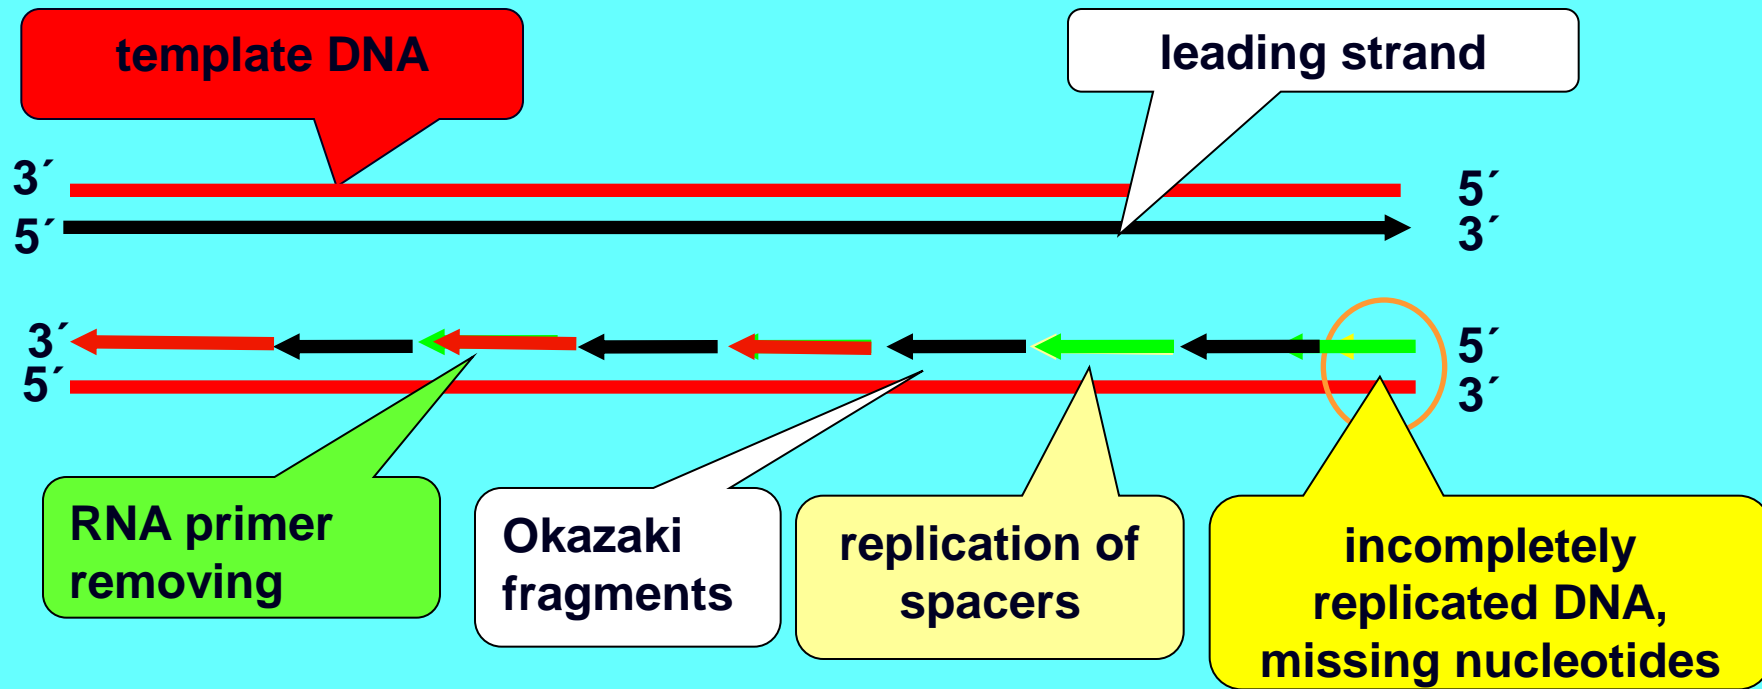 template DNA
leading strand
3´
5´
5´
3´
3´
5´
5´
3´
RNA primer
removing
Okazaki
fragments
replication of
spacers
incompletely
replicated DNA,
missing nucleotides